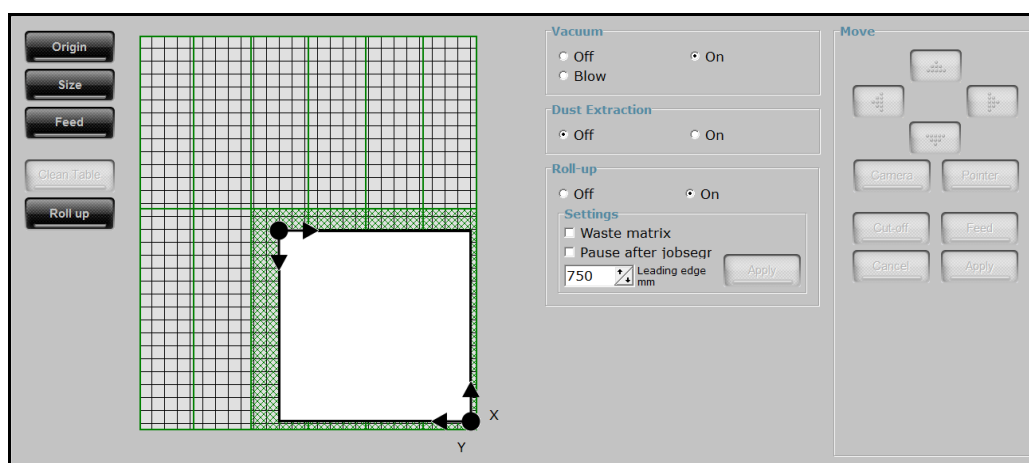 Origin
Size
Feed
Clean Table
Roll up
X
Y
Vacuum
Off
On
Blow
Dust Extraction
Off
On
Roll-up
Off
On
Settings
Waste matrix
Pause after jobsegr
750
Leading edge
mm
Apply
Move
Camera
Pointer
Cut-off
Feed
Cancel
Apply